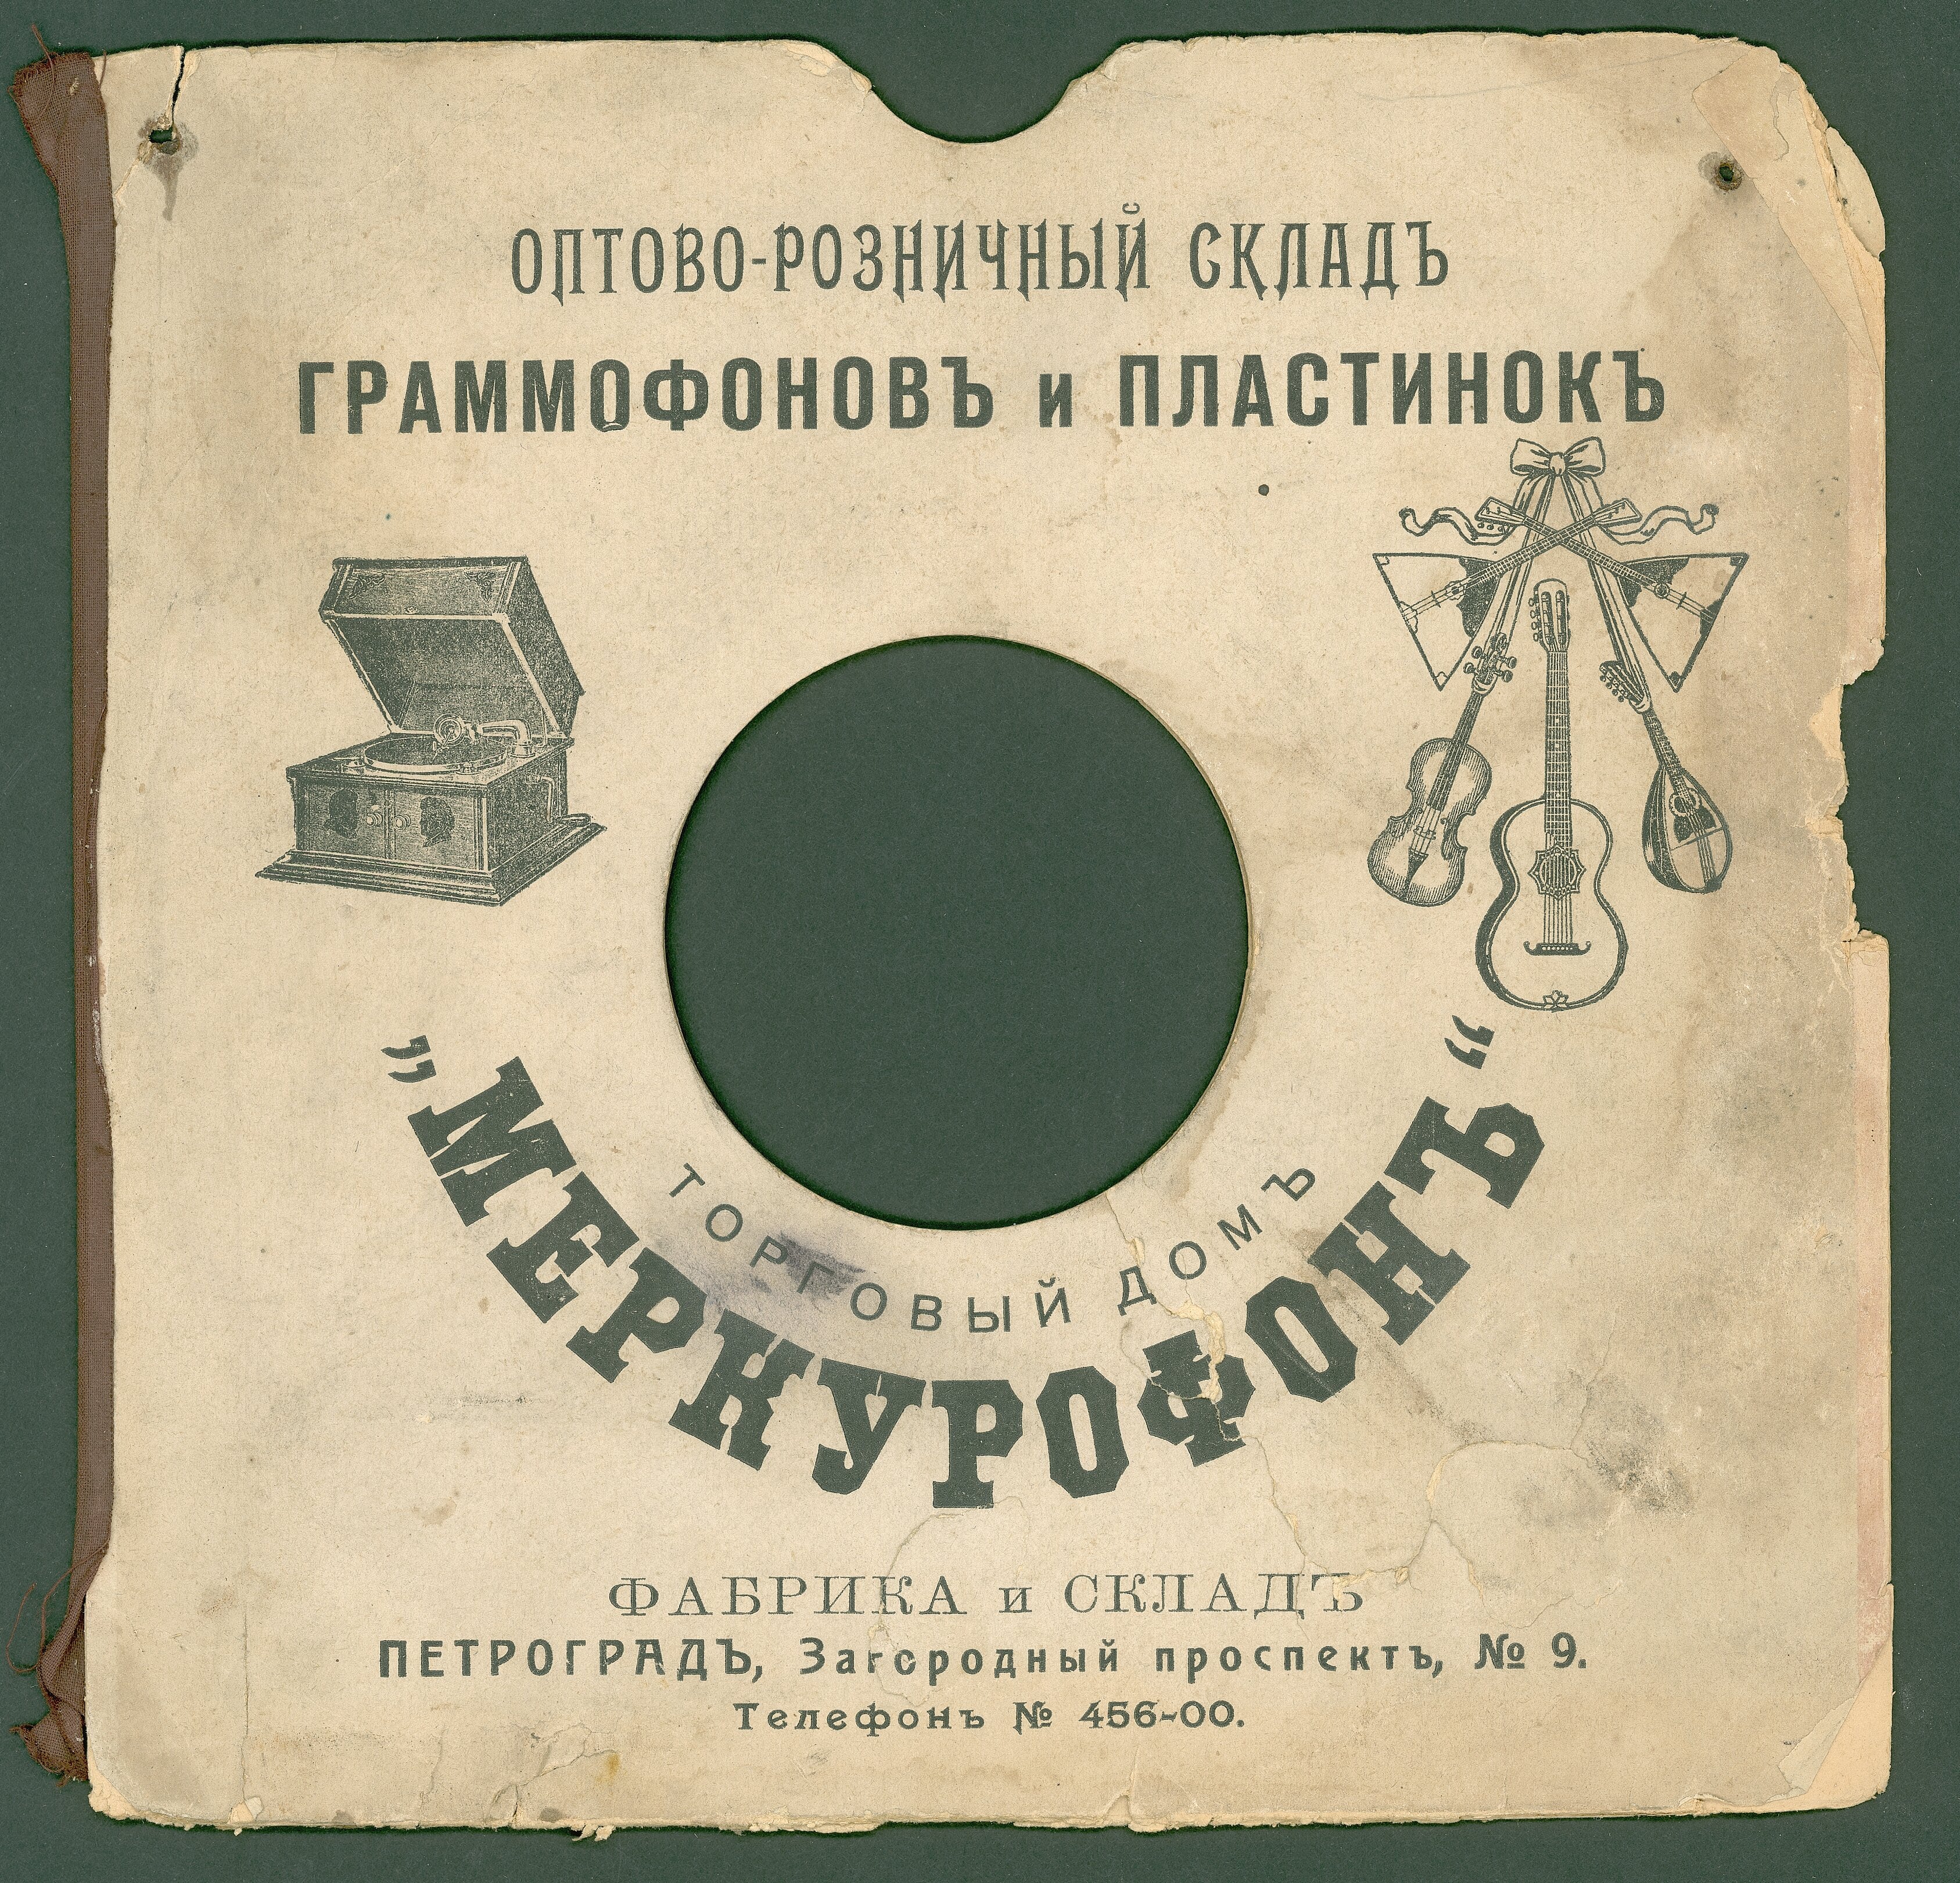 ОПТОВО-РОЗНИЧНЫЙ СКЛАДЪ
ГРАММОФОНОВЪ и ПЛАСТИНОКЪ
ТОРГОВЫЙ ДОМЪ
„МЕРКУРОФОНЪ“
ФАБРИКА и СКЛАДЪ
ПЕТРОГРАДЪ, Загородный проспектъ, № 9.
Телефонъ № 456-00.